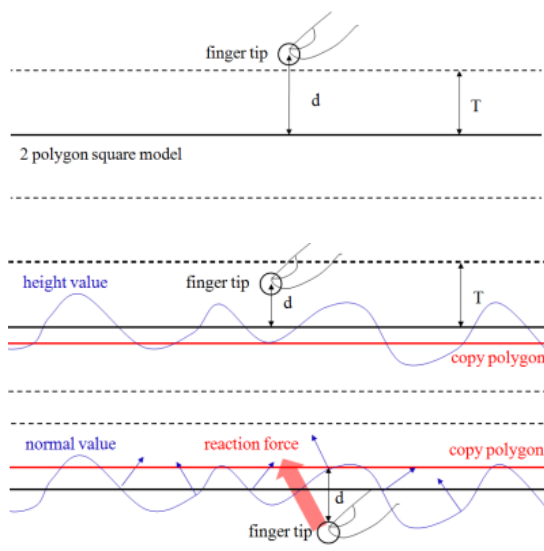 finger tip
d
T
2 polygon square model
height value
finger tip
d
T
copy polygon
normal value
reaction force
copy polygon
d
finger tip